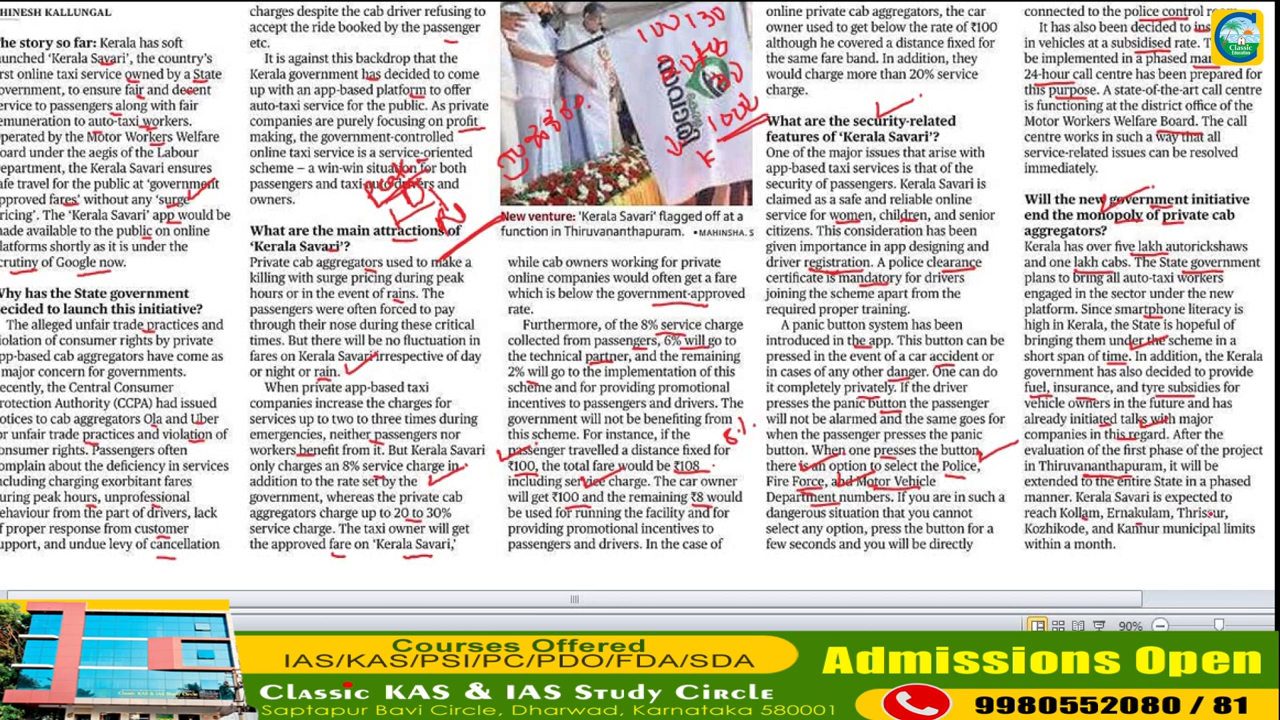 HINESH KALLUNGAL
he story so far: Kerala has soft
unched ‘Kerala Savari’, the country’s
rst online taxi service owned by a State
overnment, to ensure fair and decent
ervice to passengers along with fair
emuneration to auto-taxi workers.
perated by the Motor Workers Welfare
oard under the aegis of the Labour
epartment, the Kerala Savari ensures
afe travel for the public at ‘government
pproved fares’ without any ‘surge
ricing’. The ‘Kerala Savari’ app would be
nade available to the public on online
latforms shortly as it is under the
crutiny of Google now.
Why has the State government
decided to launch this initiative?
The alleged unfair trade practices and
iolation of consumer rights by private
pp-based cab aggregators have come as
major concern for governments.
ecently, the Central Consumer
rotection Authority (CCPA) had issued
otices to cab aggregators Ola and Uber
or unfair trade practices and violation of
onsumer rights. Passengers often
omplain about the deficiency in services
ncluding charging exorbitant fares
uring peak hours, unprofessional
ehaviour from the part of drivers, lack
f proper response from customer
upport, and undue levy of cancellation
charges despite the cab driver refusing to
accept the ride booked by the passenger
etc.
It is against this backdrop that the
Kerala government has decided to come
up with an app-based platform to offer
auto-taxi service for the public. As private
companies are purely focusing on profit
making, the government-controlled
online taxi service is a service-oriented
scheme – a win-win situation for both
passengers and taxi-auto drivers and
owners.
What are the main attractions of
‘Kerala Savari’?
Private cab aggregators used to make a
killing with surge pricing during peak
hours or in the event of rains. The
passengers were often forced to pay
through their nose during these critical
times. But there will be no fluctuation in
fares on Kerala Savari irrespective of day
or night or rain.
When private app-based taxi
companies increase the charges for
services up to two to three times during
emergencies, neither passengers nor
workers benefit from it. But Kerala Savari
only charges an 8% service charge in
addition to the rate set by the
government, whereas the private cab
aggregators charge up to 20 to 30%
service charge. The taxi owner will get
the approved fare on ‘Kerala Savari,’
100 130
100
8%
New venture: ‘Kerala Savari’ flagged off at a
function in Thiruvananthapuram. • MAHINSHA. S
while cab owners working for private
online companies would often get a fare
which is below the government-approved
rate.
Furthermore, of the 8% service charge
collected from passengers, 6% will go to
the technical partner, and the remaining
2% will go to the implementation of this
scheme and for providing promotional
incentives to passengers and drivers. The
government will not be benefiting from
this scheme. For instance, if the
passenger travelled a distance fixed for
₹100, the total fare would be ₹108
including service charge. The car owner
will get ₹100 and the remaining ₹8 would
be used for running the facility and for
providing promotional incentives to
passengers and drivers. In the case of
online private cab aggregators, the car
owner used to get below the rate of ₹100
although he covered a distance fixed for
the same fare band. In addition, they
would charge more than 20% service
charge.
What are the security-related
features of ‘Kerala Savari’?
One of the major issues that arise with
app-based taxi services is that of the
security of passengers. Kerala Savari is
claimed as a safe and reliable online
service for women, children, and senior
citizens. This consideration has been
given importance in app designing and
driver registration. A police clearance
certificate is mandatory for drivers
joining the scheme apart from the
required proper training.
A panic button system has been
introduced in the app. This button can be
pressed in the event of a car accident or
in cases of any other danger. One can do
it completely privately. If the driver
presses the panic button the passenger
will not be alarmed and the same goes for
when the passenger presses the panic
button. When one presses the button
there is an option to select the Police,
Fire Force, and Motor Vehicle
Department numbers. If you are in such a
dangerous situation that you cannot
select any option, press the button for a
few seconds and you will be directly
connected to the police control room.
It has also been decided to
in vehicles at a subsidised rate.
be implemented in a phased
24-hour call centre has been prepared for
this purpose. A state-of-the-art call centre
is functioning at the district office of the
Motor Workers Welfare Board. The call
centre works in such a way that all
service-related issues can be resolved
immediately.
Will the new government initiative
end the monopoly of private cab
aggregators?
Kerala has over five lakh autorickshaws
and one lakh cabs. The State government
plans to bring all auto-taxi workers
engaged in the sector under the new
platform. Since smartphone literacy is
high in Kerala, the State is hopeful of
bringing them under the scheme in a
short span of time. In addition, the Kerala
government has also decided to provide
fuel, insurance, and tyre subsidies for
vehicle owners in the future and has
already initiated talks with major
companies in this regard. After the
evaluation of the first phase of the project
in Thiruvananthapuram, it will be
extended to the entire State in a phased
manner. Kerala Savari is expected to
reach Kollam, Ernakulam, Thrissur,
Kozhikode, and Kannur municipal limits
within a month.
Classic
Education
90%
Courses Offered
IAS/KAS/PSI/PC/PDO/FDA/SDA
Classic KAS & IAS Study Circle
Saptapur Bavi Circle, Dharwad, Karnataka 580001
Admissions Open
9980552080 / 81